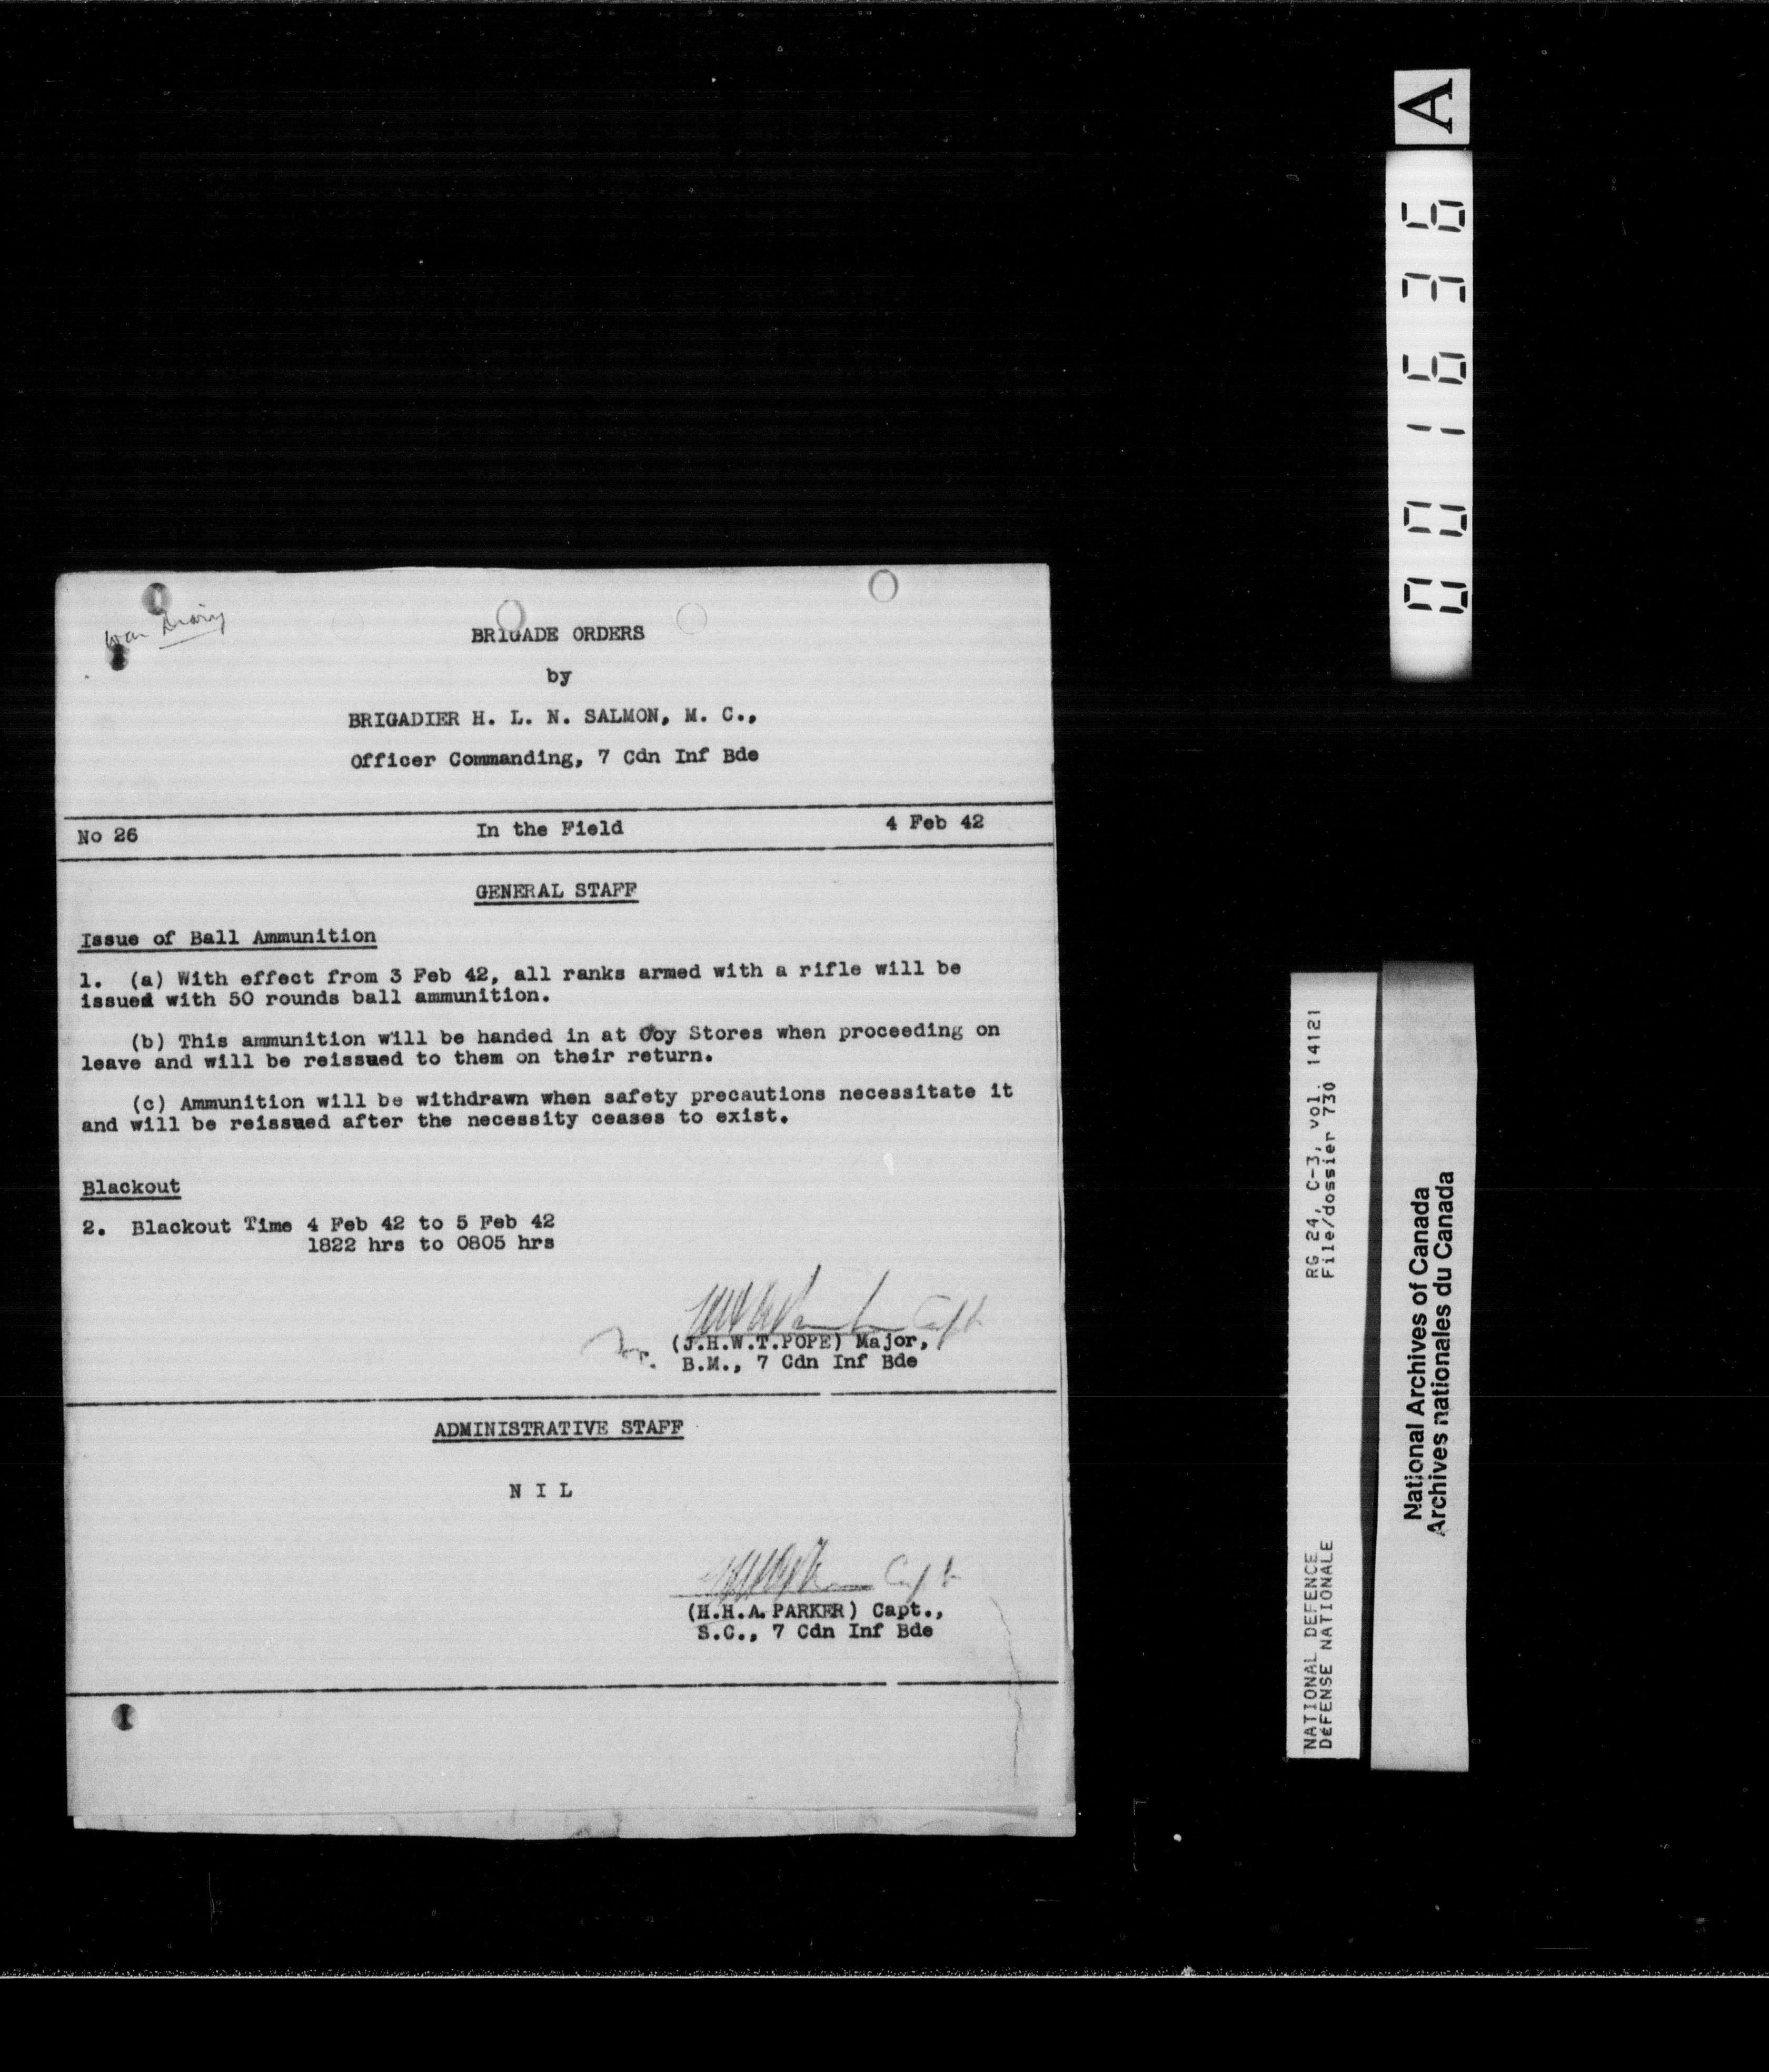 War Diary
BRIGADE ORDERS
by
BRIGADIER H. L. N. SALMON, M. C.,
Officer Commanding, 7 Cdn Inf Bde
No 26 In the Field 4 Feb 42
GENERAL STAFF
Issue of Ball Ammunition
1. (a) With effect from 3 Feb 42, all ranks armed with a rifle will be
issued with 50 rounds ball ammunition.
(b) This ammunition will be handed in at Coy Stores when proceeding on
leave and will be reissued to them on their return.
(c) Ammunition will be withdrawn when safety precautions necessitate it
and will be reissued after the necessity ceases to exist.
Blackout
2. Blackout Time 4 Feb 42 to 5 Feb 42
1822 hrs to 0805 hrs
Capt
for. (J.H.W.T.POPE) Major,
B.M., 7 Cdn Inf Bde
ADMINISTRATIVE STAFF
N I L
Capt
(H.H.A.PARKER) Capt.,
S.C., 7 Cdn Inf Bde
001636 A
NATIONAL DEFENCE RG 24, C-3, vol. 14121
DÉFENSE NATIONALE File/dossier 730
National Archives of Canada
Archives nationales du Canada